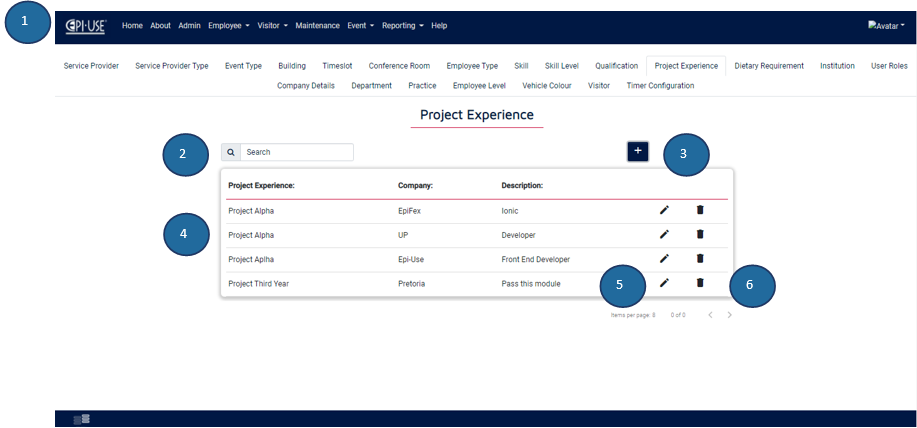 1
EPI·USE Home About Admin Employee Visitor Maintenance Event Reporting Help Avatar
Service Provider Service Provider Type Event Type Building Timeslot Conference Room Employee Type Skill Skill Level Qualification Project Experience Dietary Requirement Institution User Roles
Company Details Department Practice Employee Level Vehicle Colour Visitor Timer Configuration
Project Experience
2 Search + 3
Project Experience: Company: Description:
Project Alpha EpiFex Ionic
4 Project Alpha UP Developer
Project Aplha Epi-Use Front End Developer
Project Third Year Pretoria Pass this module 5 6
Items per page: 8 0 of 0